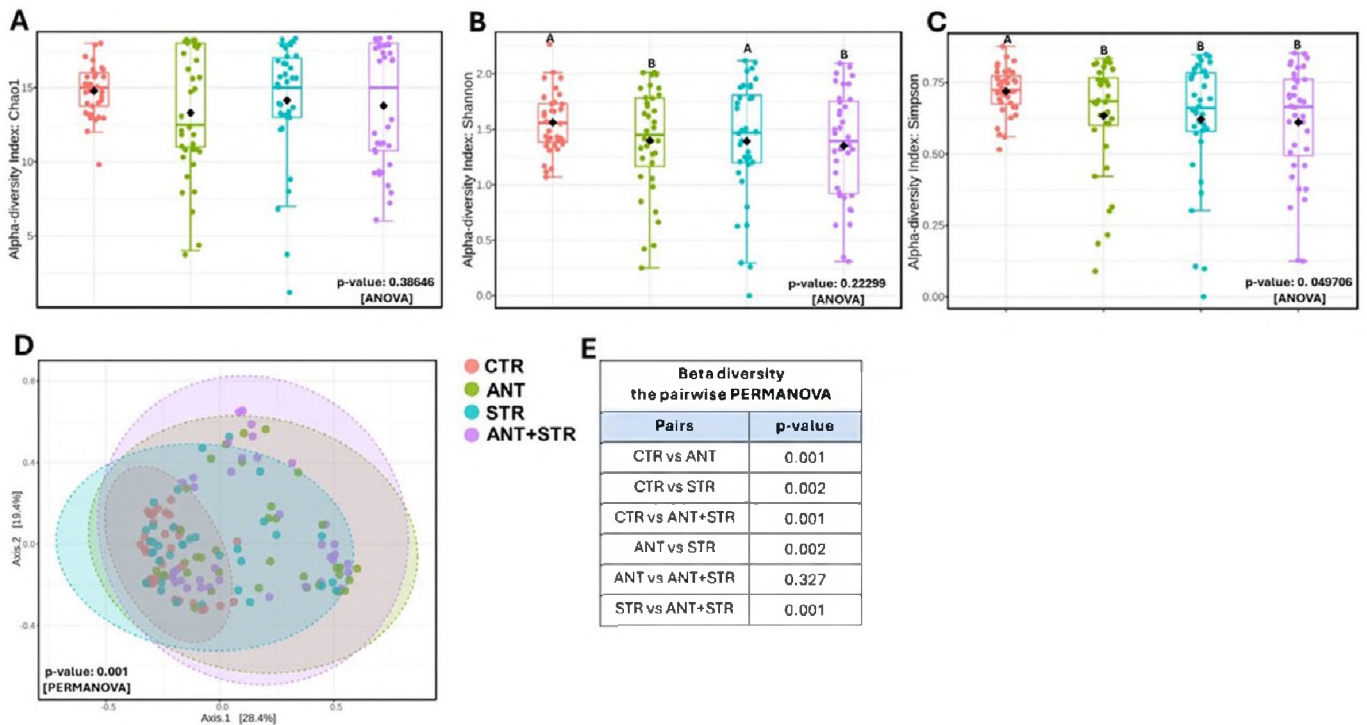 A
Alpha-diversity Index: Chao1
15
10
5
p-value: 0.38646
[ANOVA]
B
Alpha-diversity Index: Shannon
2.0
1.5
1.0
0.5
0.0
A
B
A
B
p-value: 0.22299
[ANOVA]
C
Alpha-diversity Index: Simpson
0.75
0.50
0.25
0.00
A
B
B
B
p-value: 0. 049706
[ANOVA]
D
Axis.2 [19.4%]
0.8
0.4
0.0
-0.4
p-value: 0.001
[PERMANOVA]
-0.5
0.0
0.5
Axis.1 [28.4%]
CTR
ANT
STR
ANT+STR
E
Beta diversity
the pairwise PERMANOVA
Pairs p-value
CTR vs ANT 0.001
CTR vs STR 0.002
CTR vs ANT+STR 0.001
ANT vs STR 0.002
ANT vs ANT+STR 0.327
STR vs ANT+STR 0.001